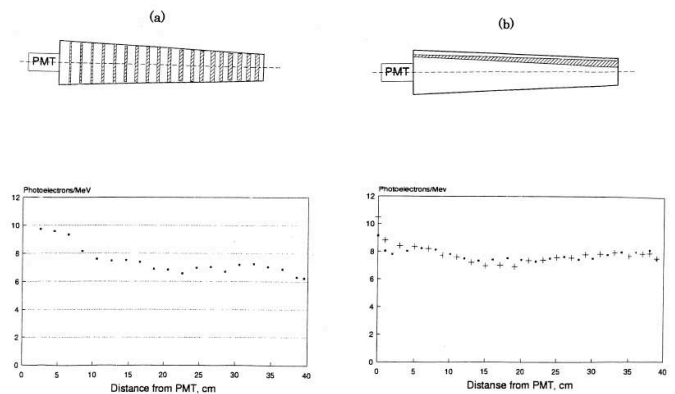 (a)
(b)
PMT
PMT
Photoelectrons/MeV
12
10
8
6
4
2
0
0 5 10 15 20 25 30 35 40
Distance from PMT, cm
Photoelectrons/Mev
12
10
8
6
4
2
0
0 5 10 15 20 25 30 35 40
Distanse from PMT, cm